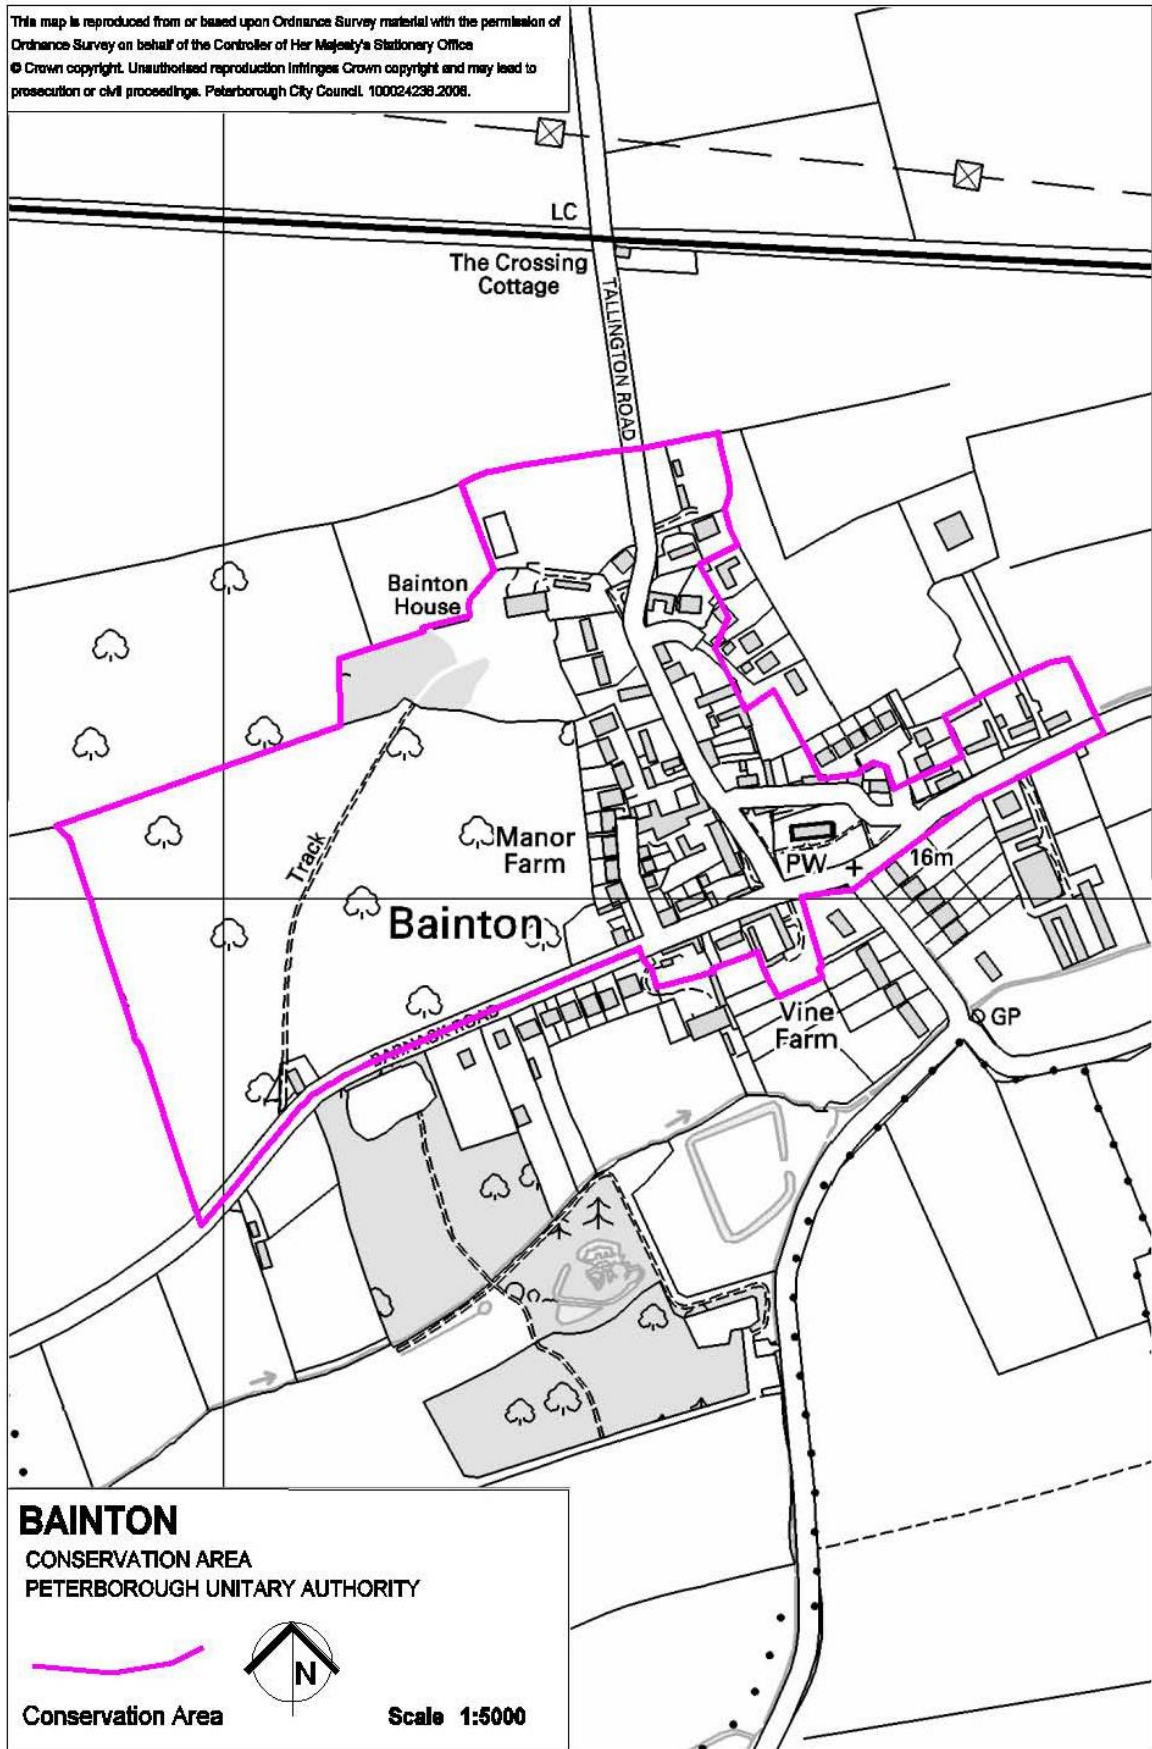 This map is reproduced from or based upon Ordnance Survey material with the permission of
Ordnance Survey on behalf of the Controller of Her Majesty's Stationery Office
© Crown copyright. Unauthorised reproduction infringes Crown copyright and may lead to
prosecution or civil proceedings. Peterborough City Council. 100024236.2006.
LC
The Crossing
Cottage
TALLINGTON ROAD
Bainton
House
Track
Manor
Farm
PW
16m
Bainton
Vine
Farm
GP
BARNACK ROAD
BAINTON
CONSERVATION AREA
PETERBOROUGH UNITARY AUTHORITY
N
Conservation Area
Scale 1:5000